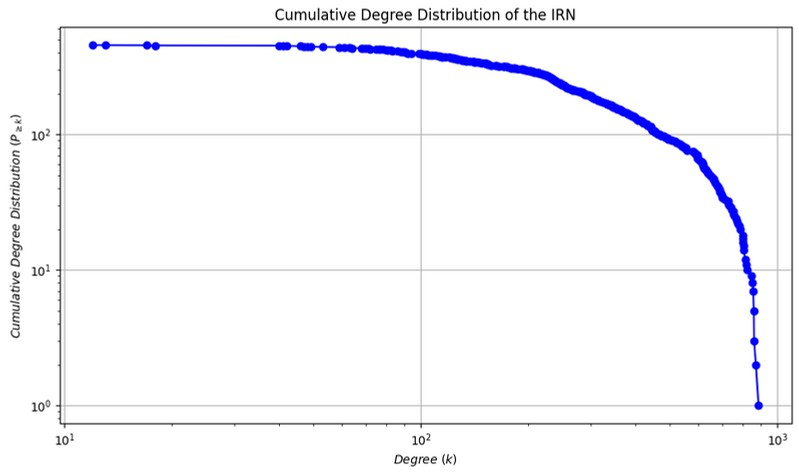 Cumulative Degree Distribution of the IRN
Cumulative Degree Distribution (P≥k)
10²
10¹
10⁰
10¹
10²
10³
Degree (k)